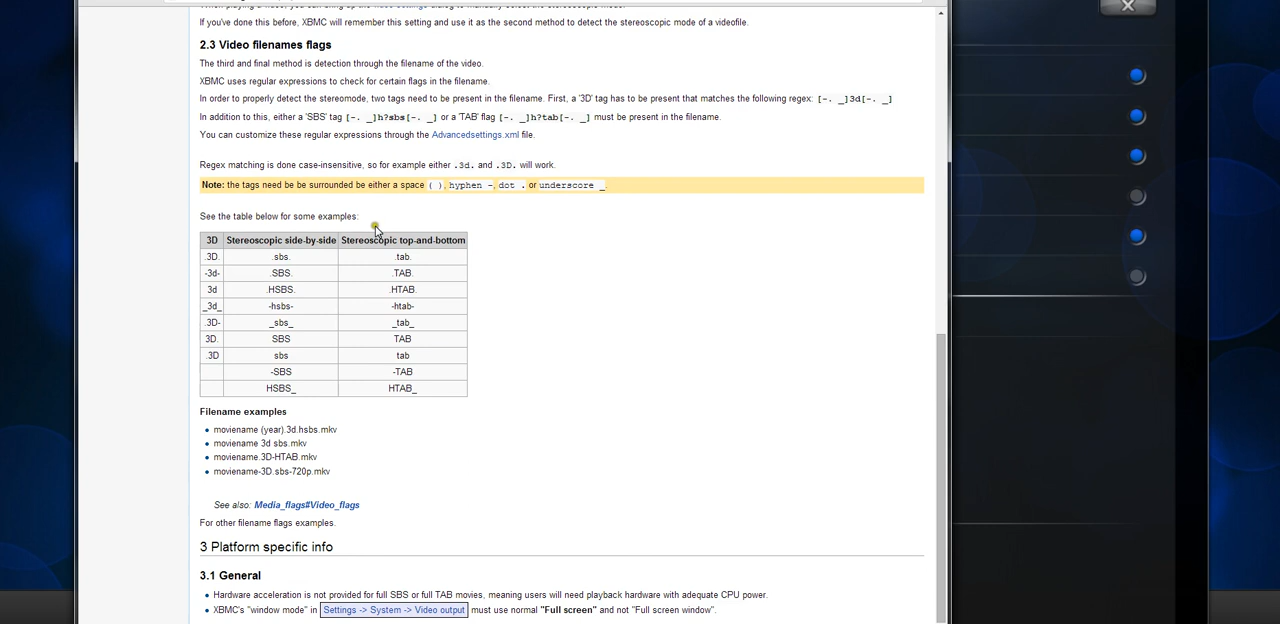 If you've done this before, XBMC will remember this setting and use it as the second method to detect the stereoscopic mode of a videofile.
2.3 Video filenames flags
The third and final method is detection through the filename of the video.
XBMC uses regular expressions to check for certain flags in the filename.
In order to properly detect the stereomode, two tags need to be present in the filename. First, a '3D' tag has to be present that matches the following regex: [-. _]3d[-. _]
In addition to this, either a 'SBS' tag [-. _]h?sbs[-. _] or a 'TAB' flag [-. _]h?tab[-. _] must be present in the filename.
You can customize these regular expressions through the Advancedsettings.xml file.
Regex matching is done case-insensitive, so for example either .3d. and .3D. will work.
Note: the tags need be be surrounded be either a space ( ), hyphen -, dot . or underscore _.
See the table below for some examples:
3D Stereoscopic side-by-side Stereoscopic top-and-bottom
.3D. .sbs. .tab.
-3d- .SBS. .TAB.
3d .HSBS. .HTAB.
_3d_ -hsbs- -htab-
.3D- _sbs_ _tab_
3D. SBS TAB
.3D sbs tab
-SBS -TAB
HSBS_ HTAB_
Filename examples
moviename (year).3d.hsbs.mkv
moviename 3d sbs.mkv
moviename.3D-HTAB.mkv
moviename-3D.sbs-720p.mkv
See also: Media_flags#Video_flags
For other filename flags examples.
3 Platform specific info
3.1 General
Hardware acceleration is not provided for full SBS or full TAB movies, meaning users will need playback hardware with adequate CPU power.
XBMC's "window mode" in Settings -> System -> Video output must use normal "Full screen" and not "Full screen window".